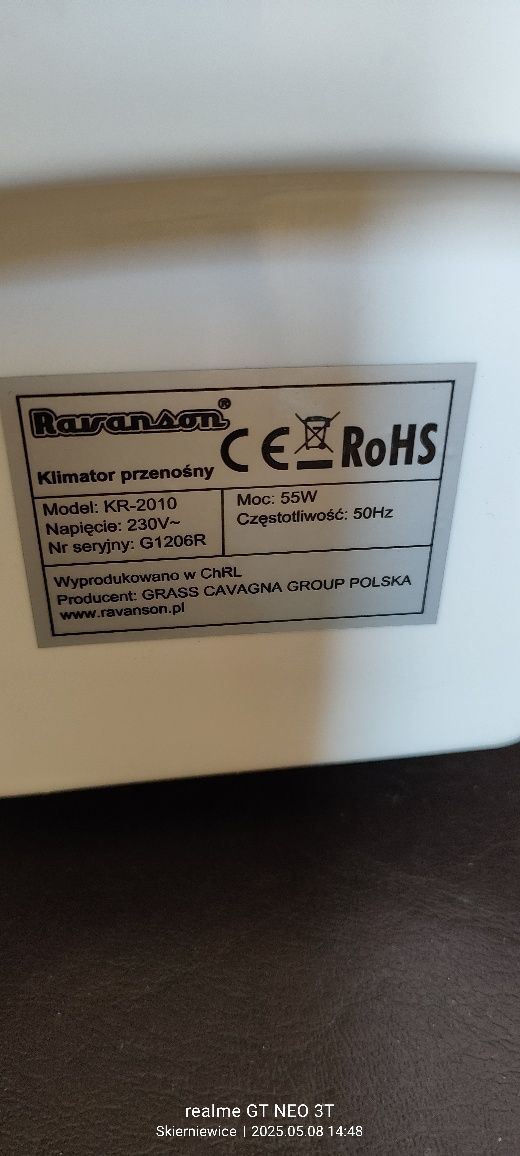 Ravanson®
CE RoHS
Klimator przenośny
Model: KR-2010
Napięcie: 230V~
Nr seryjny: G1206R
Moc: 55W
Częstotliwość: 50Hz
Wyprodukowano w ChRL
Producent: GRASS CAVAGNA GROUP POLSKA
www.ravanson.pl
realme GT NEO 3T
Skierniewice | 2025.05.08 14:48